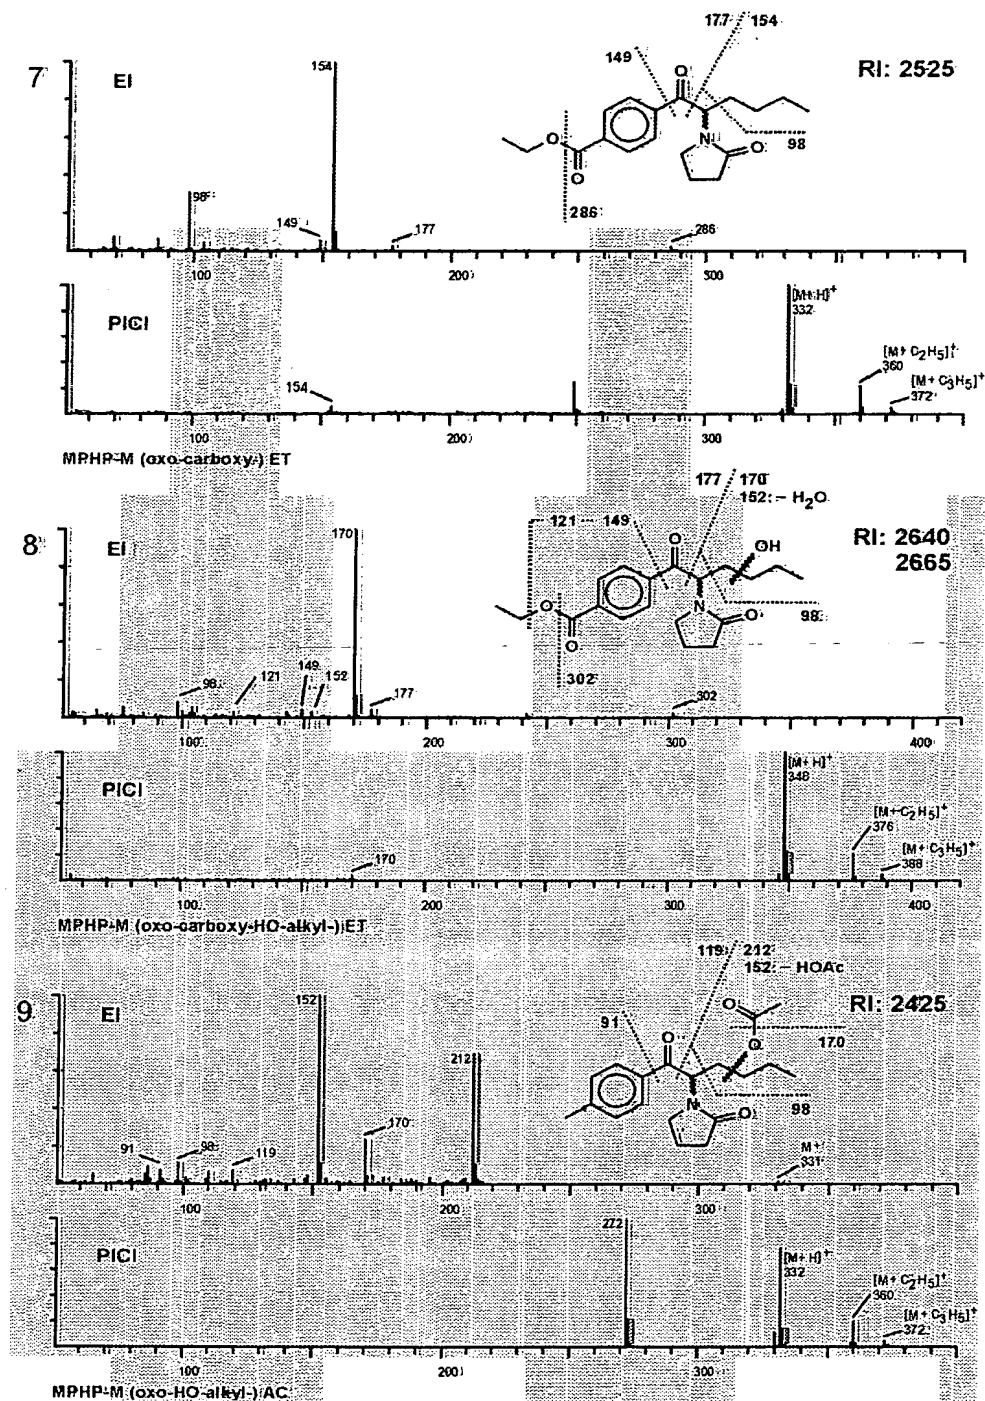 7
EI
RI: 2525
177 154
149
98
286
154
98
149
177
286
100 200 300
PICI
154
[M+H]+
332
[M+C2H5]+
360
[M+C3H5]+
372
100 200 300
MPHP-M (oxo-carboxy-) ET
8
EI
RI: 2640
2665
177 170
152: - H2O
121 149
OH
98
302
170
98
121
149
152
177
302
100 200 300 400
PICI
170
[M+H]+
348
[M+C2H5]+
376
[M+C3H5]+
388
100 200 300 400
MPHP-M (oxo-carboxy-HO-alkyl-) ET
9
EI
RI: 2425
119 212
152: - HOAc
91
170
98
152
212
91
98
119
170
M+
331
100 200 300
PICI
272
[M+H]+
332
[M+C2H5]+
360
[M+C3H5]+
372
100 200 300
MPHP-M (oxo-HO-alkyl-) AC